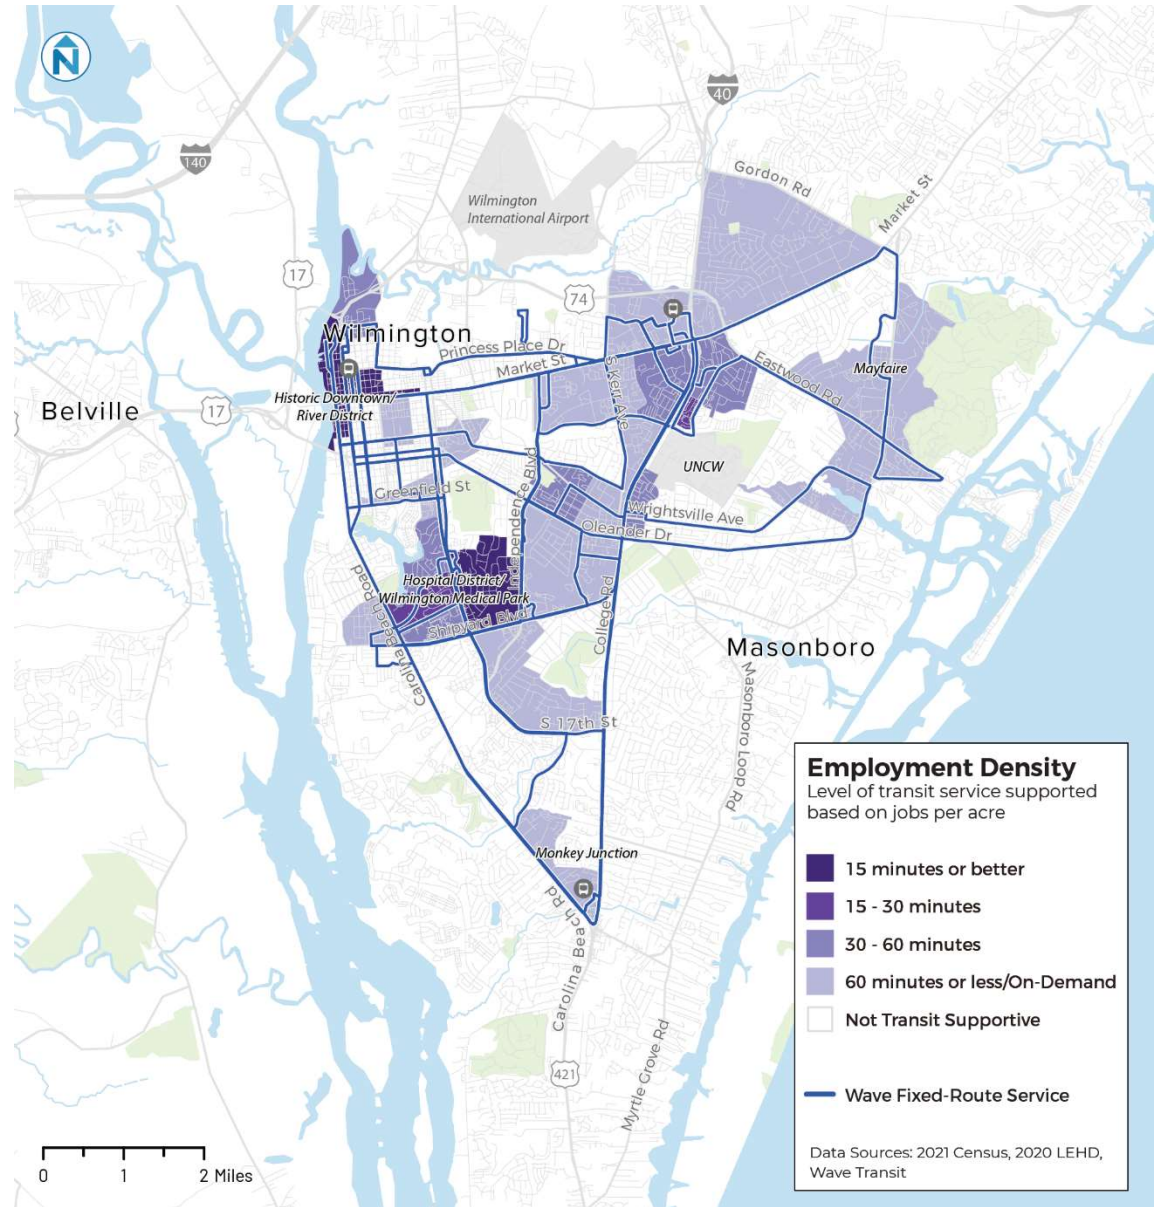 N
140
40
Gordon Rd
Market St
Wilmington
International Airport
17
74
Wilmington
Princess Place Dr
Market St
S Kerr Ave
Eastwood Rd
Mayfaire
Historic Downtown/
River District
Belville
17
UNCW
Greenfield St
Independence Blvd
Wrightsville Ave
Oleander Dr
Hospital District/
Wilmington Medical Park
Shipyard Blvd
Carolina Beach Road
College Rd
Masonboro
Masonboro Loop Rd
S 17th St
Monkey Junction
Carolina Beach Rd
421
Myrtle Grove Rd
Employment Density
Level of transit service supported
based on jobs per acre
15 minutes or better
15 - 30 minutes
30 - 60 minutes
60 minutes or less/On-Demand
Not Transit Supportive
Wave Fixed-Route Service
Data Sources: 2021 Census, 2020 LEHD,
Wave Transit
0 1 2 Miles